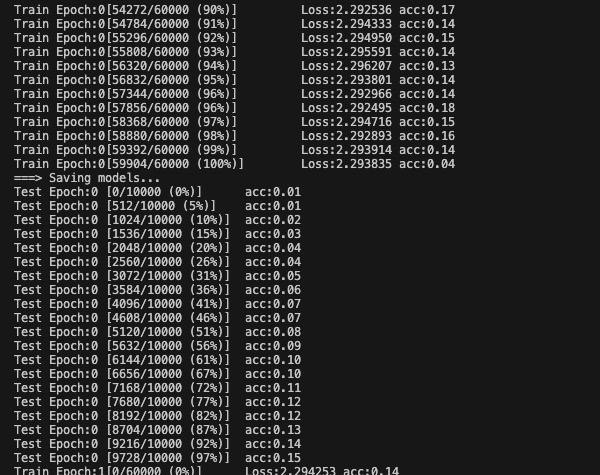 Train Epoch:0[54272/60000 (90%)] Loss:2.292536 acc:0.17
Train Epoch:0[54784/60000 (91%)] Loss:2.294333 acc:0.14
Train Epoch:0[55296/60000 (92%)] Loss:2.294950 acc:0.15
Train Epoch:0[55808/60000 (93%)] Loss:2.295591 acc:0.14
Train Epoch:0[56320/60000 (94%)] Loss:2.296207 acc:0.13
Train Epoch:0[56832/60000 (95%)] Loss:2.293801 acc:0.14
Train Epoch:0[57344/60000 (96%)] Loss:2.292966 acc:0.14
Train Epoch:0[57856/60000 (96%)] Loss:2.292495 acc:0.18
Train Epoch:0[58368/60000 (97%)] Loss:2.294716 acc:0.15
Train Epoch:0[58880/60000 (98%)] Loss:2.292893 acc:0.16
Train Epoch:0[59392/60000 (99%)] Loss:2.293914 acc:0.14
Train Epoch:0[59904/60000 (100%)] Loss:2.293835 acc:0.04
===> Saving models...
Test Epoch:0 [0/10000 (0%)] acc:0.01
Test Epoch:0 [512/10000 (5%)] acc:0.01
Test Epoch:0 [1024/10000 (10%)] acc:0.02
Test Epoch:0 [1536/10000 (15%)] acc:0.03
Test Epoch:0 [2048/10000 (20%)] acc:0.04
Test Epoch:0 [2560/10000 (26%)] acc:0.04
Test Epoch:0 [3072/10000 (31%)] acc:0.05
Test Epoch:0 [3584/10000 (36%)] acc:0.06
Test Epoch:0 [4096/10000 (41%)] acc:0.07
Test Epoch:0 [4608/10000 (46%)] acc:0.07
Test Epoch:0 [5120/10000 (51%)] acc:0.08
Test Epoch:0 [5632/10000 (56%)] acc:0.09
Test Epoch:0 [6144/10000 (61%)] acc:0.10
Test Epoch:0 [6656/10000 (67%)] acc:0.10
Test Epoch:0 [7168/10000 (72%)] acc:0.11
Test Epoch:0 [7680/10000 (77%)] acc:0.12
Test Epoch:0 [8192/10000 (82%)] acc:0.12
Test Epoch:0 [8704/10000 (87%)] acc:0.13
Test Epoch:0 [9216/10000 (92%)] acc:0.14
Test Epoch:0 [9728/10000 (97%)] acc:0.15
Train Epoch:1[0/60000 (0%)] Loss:2.294253 acc:0.14